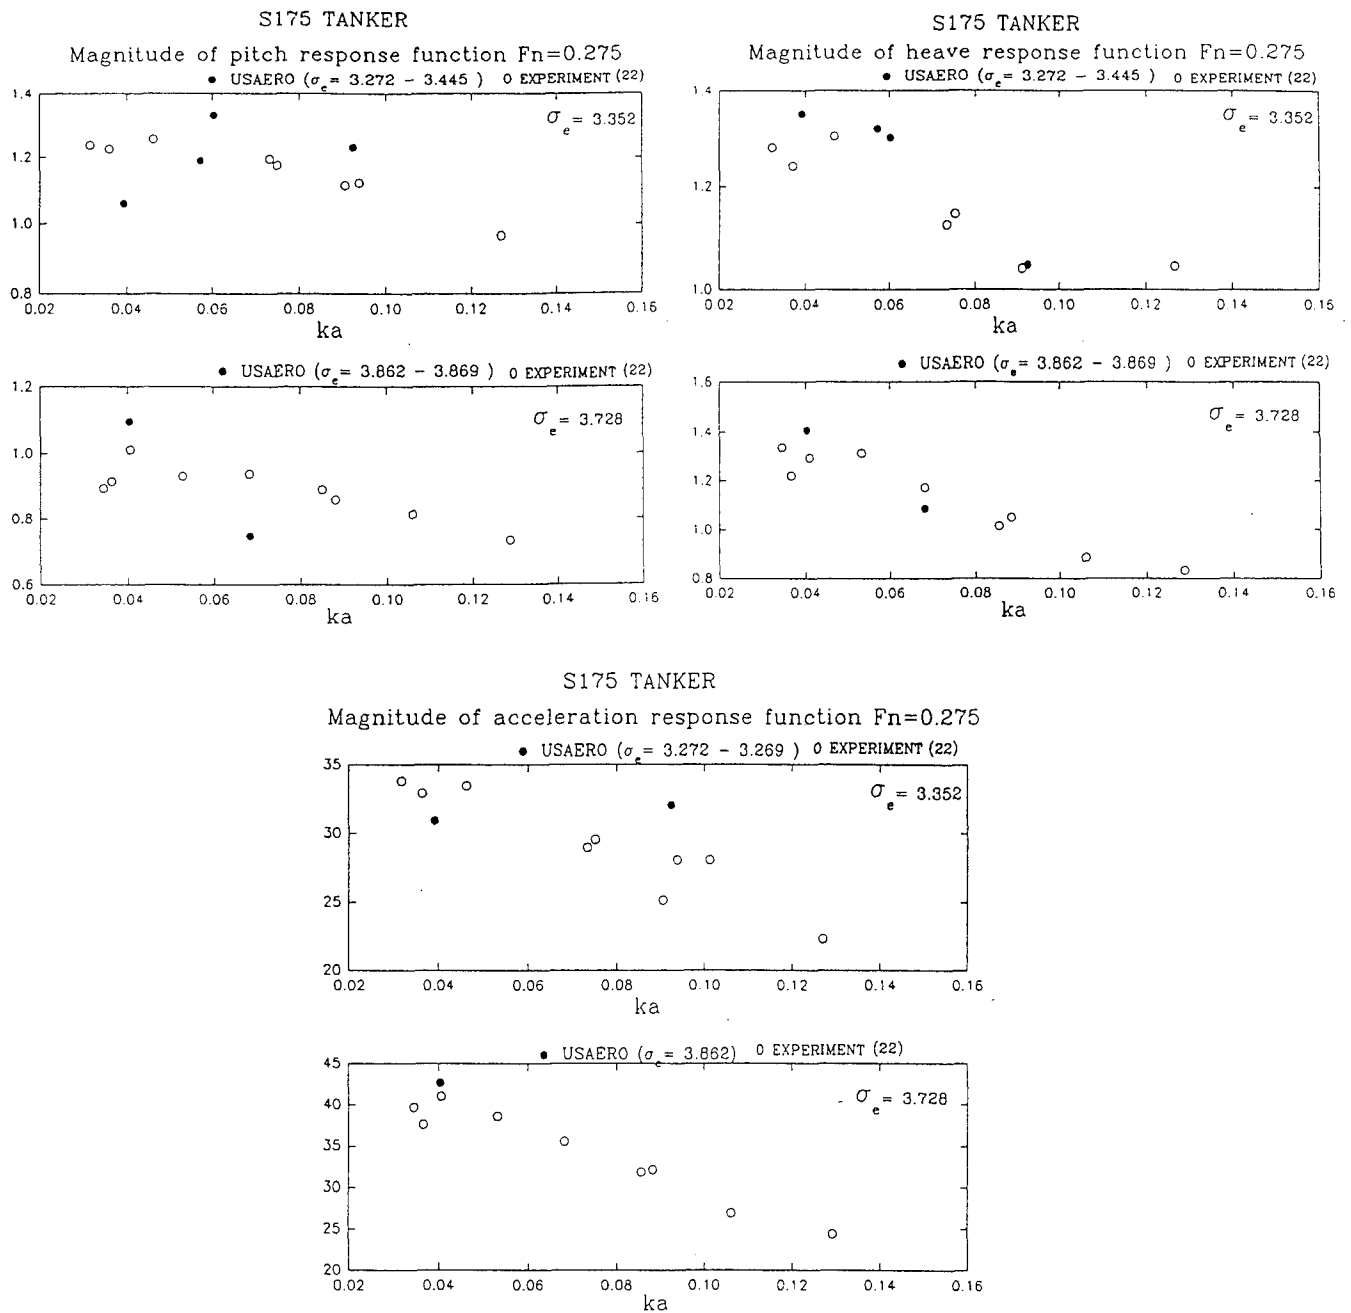 S175 TANKER
Magnitude of pitch response function Fn=0.275
● USAERO (σe = 3.272 – 3.445 ) O EXPERIMENT (22)
σe = 3.352
1.4
1.2
1.0
0.8
0.02 0.04 0.06 0.08 0.10 0.12 0.14 0.16
ka
● USAERO (σe = 3.862 – 3.869 ) O EXPERIMENT (22)
σe = 3.728
1.2
1.0
0.8
0.6
0.02 0.04 0.06 0.08 0.10 0.12 0.14 0.16
ka
S175 TANKER
Magnitude of heave response function Fn=0.275
● USAERO (σe = 3.272 – 3.445 ) O EXPERIMENT (22)
σe = 3.352
1.4
1.2
1.0
0.02 0.04 0.06 0.08 0.10 0.12 0.14 0.16
ka
● USAERO (σe = 3.862 – 3.869 ) O EXPERIMENT (22)
σe = 3.728
1.6
1.4
1.2
1.0
0.8
0.02 0.04 0.06 0.08 0.10 0.12 0.14 0.16
ka
S175 TANKER
Magnitude of acceleration response function Fn=0.275
● USAERO (σe = 3.272 – 3.269 ) O EXPERIMENT (22)
σe = 3.352
35
30
25
20
0.02 0.04 0.06 0.08 0.10 0.12 0.14 0.16
ka
● USAERO (σe = 3.862) O EXPERIMENT (22)
σe = 3.728
45
40
35
30
25
20
0.02 0.04 0.06 0.08 0.10 0.12 0.14 0.16
ka